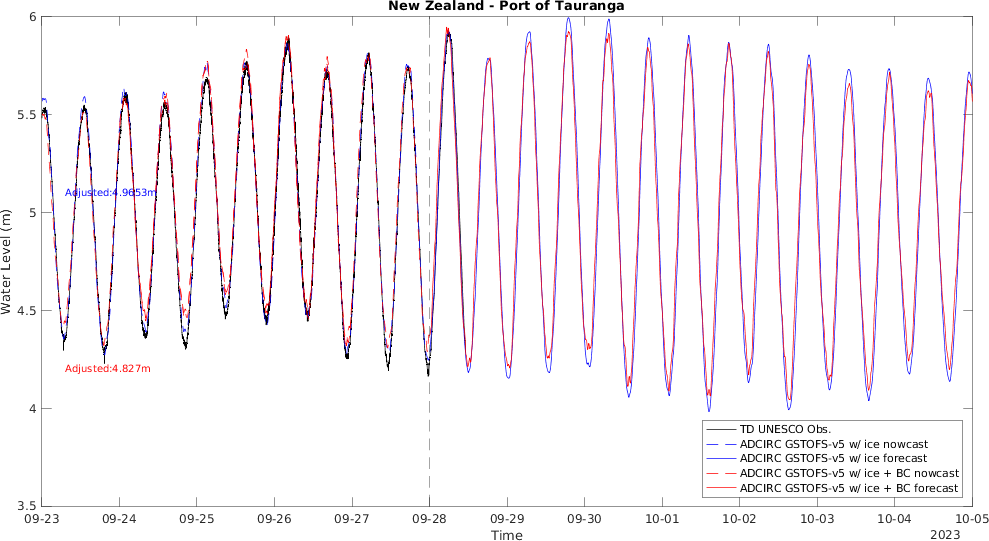 New Zealand - Port of Tauranga
Water Level (m)
6
5.5
5
4.5
4
3.5
Adjusted:4.9653m
Adjusted:4.827m
TD UNESCO Obs.
ADCIRC GSTOFS-v5 w/ ice nowcast
ADCIRC GSTOFS-v5 w/ ice forecast
ADCIRC GSTOFS-v5 w/ ice + BC nowcast
ADCIRC GSTOFS-v5 w/ ice + BC forecast
09-23 09-24 09-25 09-26 09-27 09-28 09-29 09-30 10-01 10-02 10-03 10-04 10-05
Time
2023